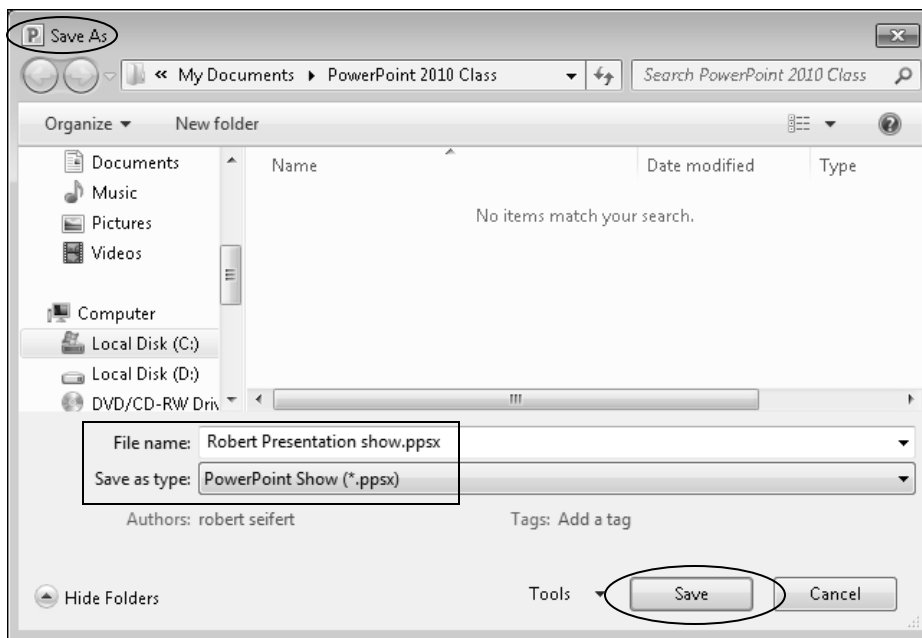 Save As
« My Documents ▸ PowerPoint 2010 Class Search PowerPoint 2010 Class
Organize New folder
Name Date modified Type
No items match your search.
Documents
Music
Pictures
Videos
Computer
Local Disk (C:)
Local Disk (D:)
DVD/CD-RW Driv
File name: Robert Presentation show.ppsx
Save as type: PowerPoint Show (*.ppsx)
Authors: robert seifert Tags: Add a tag
Hide Folders Tools Save Cancel